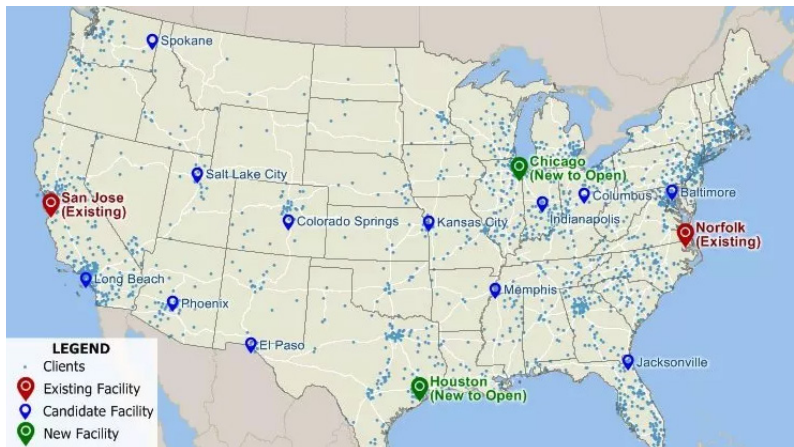 Spokane
Chicago
(New to Open)
Salt Lake City
San Jose
(Existing)
Columbus
Baltimore
Indianapolis
Colorado Springs
Kansas City
Norfolk
(Existing)
Long Beach
Memphis
Phoenix
El Paso
Jacksonville
Houston
(New to Open)
LEGEND
Clients
Existing Facility
Candidate Facility
New Facility